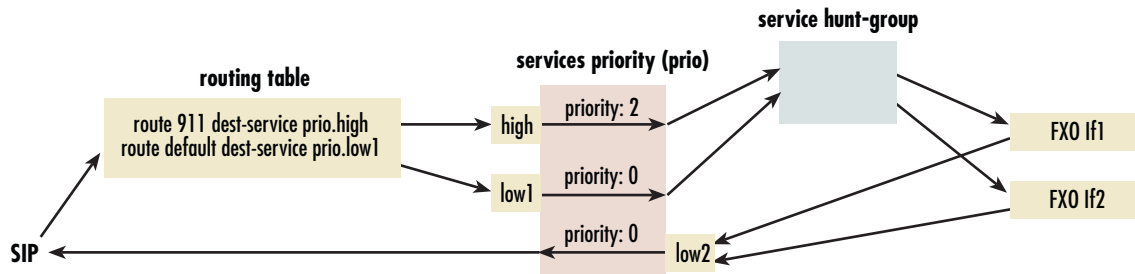 service hunt-group
services priority (prio)
routing table
route 911 dest-service prio.high
route default dest-service prio.low1
high
priority: 2
low1
priority: 0
priority: 0
low2
SIP
FXO If1
FXO If2